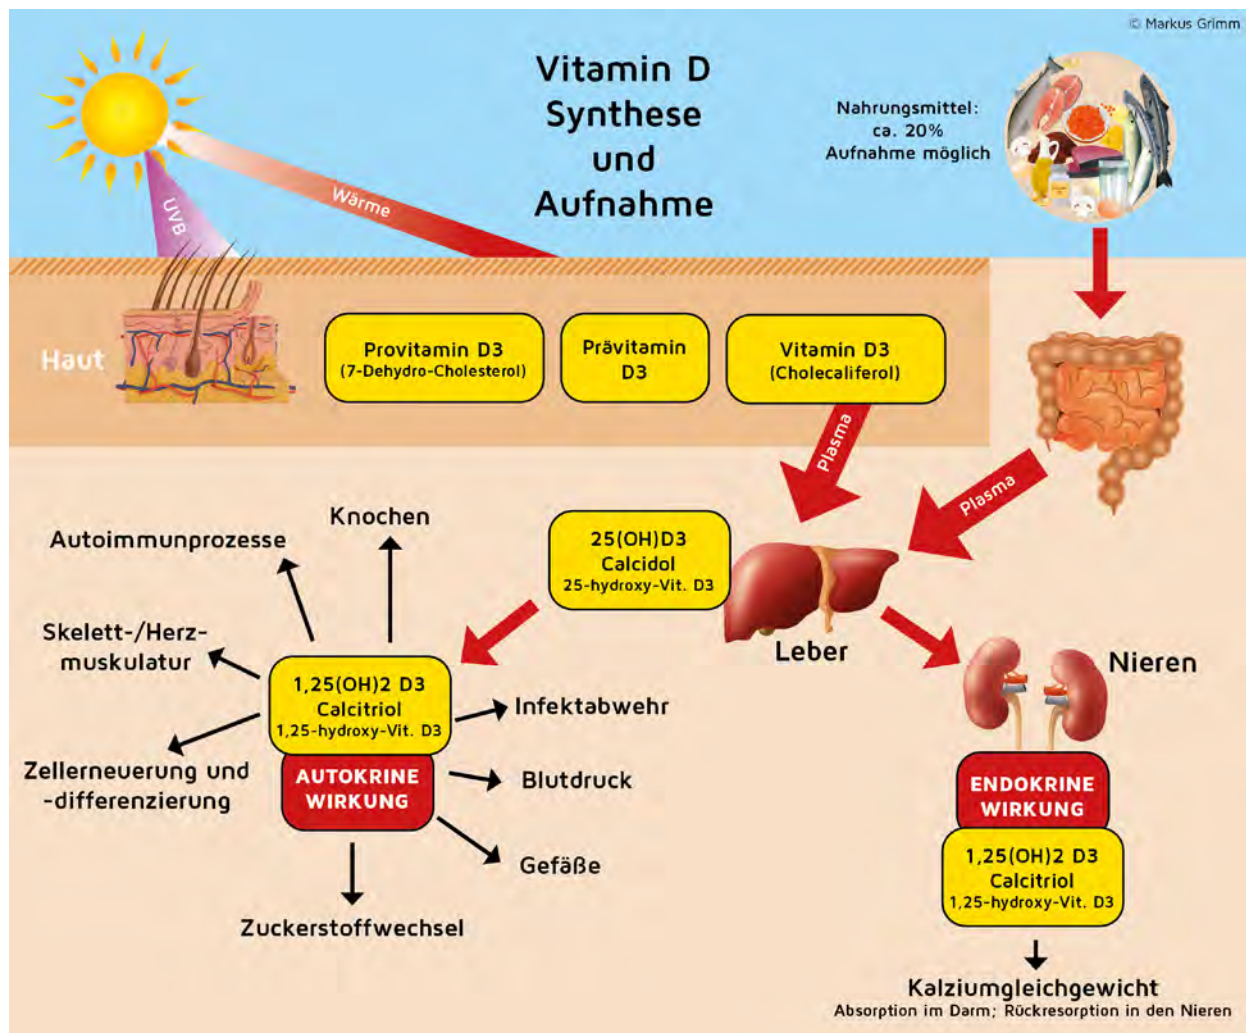 © Markus Grimm
Vitamin D
Synthese
und
Aufnahme
Nahrungsmittel:
ca. 20%
Aufnahme möglich
UVB
Wärme
Haut
Provitamin D3
(7-Dehydro-Cholesterol)
Prävitamin
D3
Vitamin D3
(Cholecaliferol)
Plasma
Plasma
25(OH)D3
Calcidol
25-hydroxy-Vit. D3
Leber
Nieren
Knochen
Autoimmunprozesse
Skelett-/Herz-
muskulatur
1,25(OH)2 D3
Calcitriol
1,25-hydroxy-Vit. D3
AUTOKRINE
WIRKUNG
Infektabwehr
Zellerneuerung und
-differenzierung
Blutdruck
Gefäße
Zuckerstoffwechsel
ENDOKRINE
WIRKUNG
1,25(OH)2 D3
Calcitriol
1,25-hydroxy-Vit. D3
Kalziumgleichgewicht
Absorption im Darm; Rückresorption in den Nieren